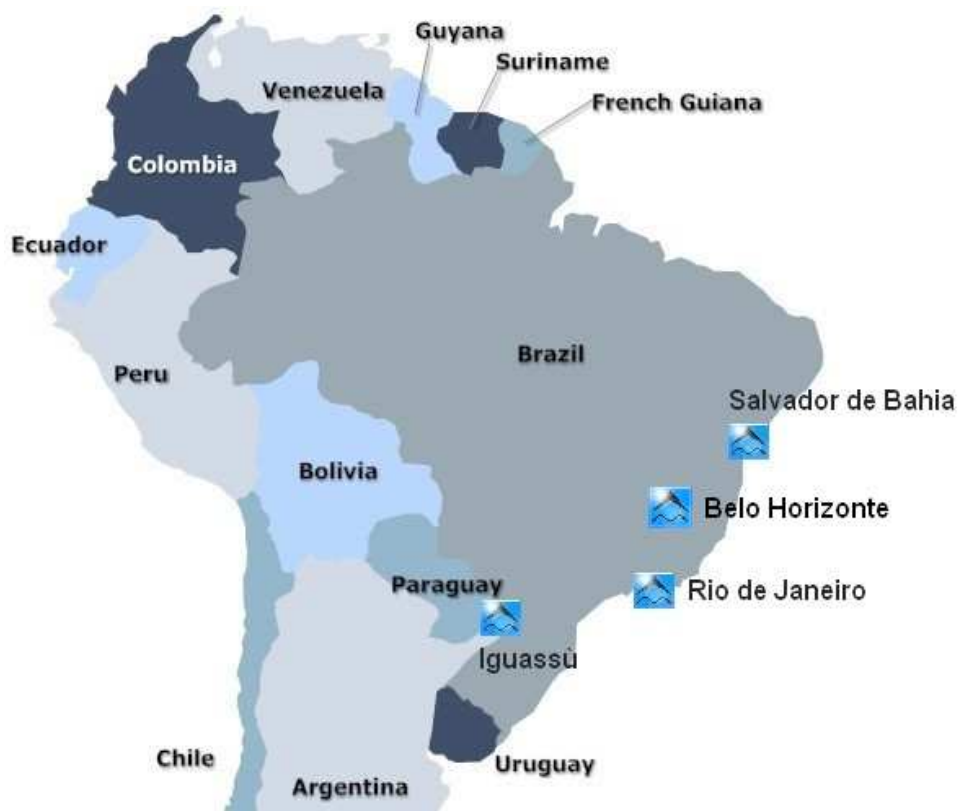 Guyana
Suriname
Venezuela
French Guiana
Colombia
Ecuador
Brazil
Peru
Salvador de Bahia
Bolivia
Belo Horizonte
Paraguay
Rio de Janeiro
Iguassù
Chile
Uruguay
Argentina